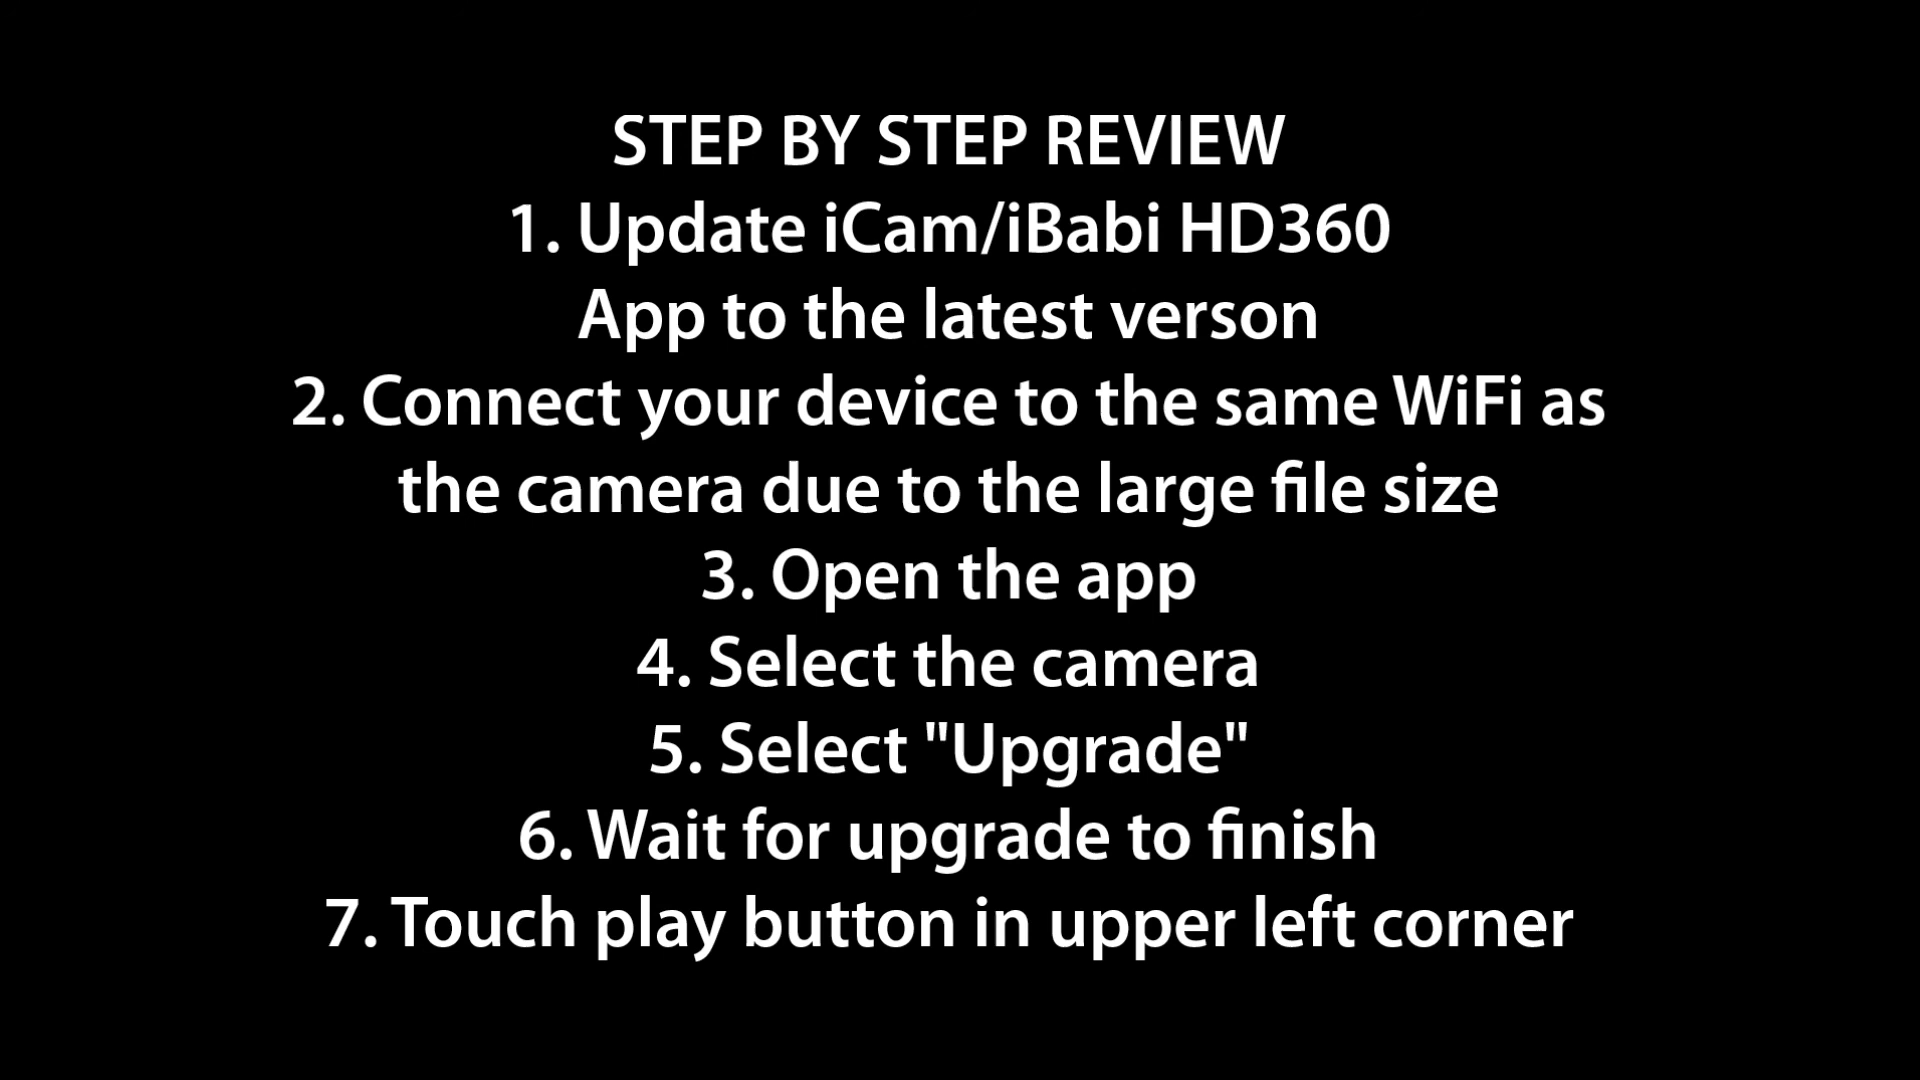 STEP BY STEP REVIEW
1. Update iCam/iBabi HD360
App to the latest verson
2. Connect your device to the same WiFi as
the camera due to the large file size
3. Open the app
4. Select the camera
5. Select "Upgrade"
6. Wait for upgrade to finish
7. Touch play button in upper left corner